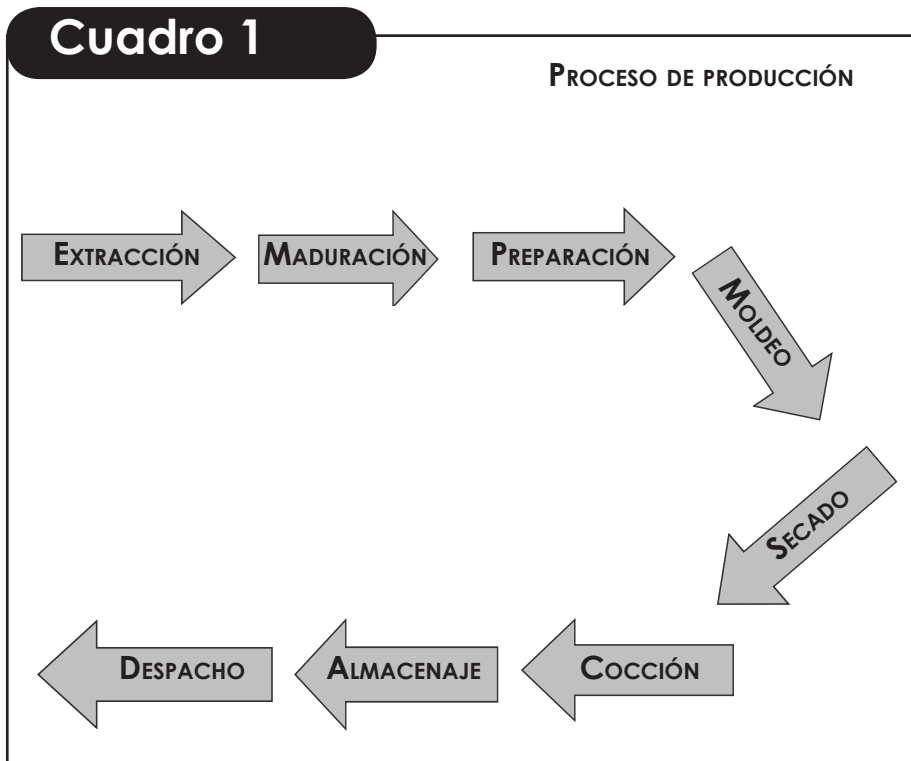 Cuadro 1
PROCESO DE PRODUCCIÓN
EXTRACCIÓN
MADURACIÓN
PREPARACIÓN
MOLDEO
SECADO
COCCIÓN
ALMACENAJE
DESPACHO